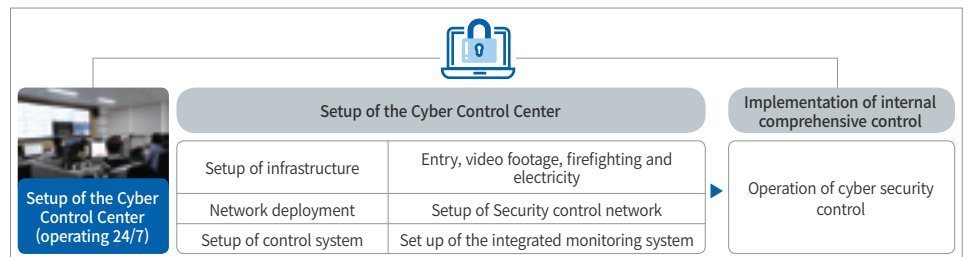 Setup of the Cyber
Control Center
(operating 24/7)
Setup of the Cyber Control Center
Setup of infrastructure
Entry, video footage, firefighting and
electricity
Network deployment
Setup of Security control network
Setup of control system
Set up of the integrated monitoring system
Implementation of internal
comprehensive control
Operation of cyber security
control